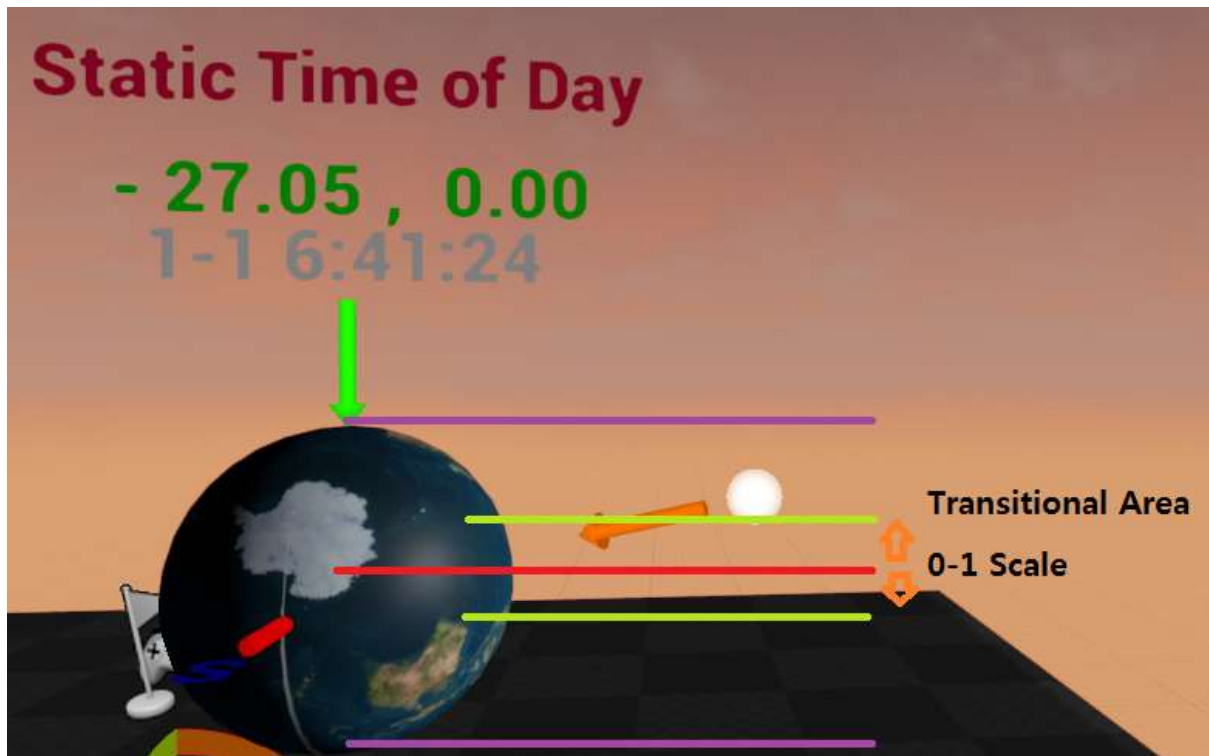 Static Time of Day
- 27.05 , 0.00
1-1 6:41:24
Transitional Area
0-1 Scale
S